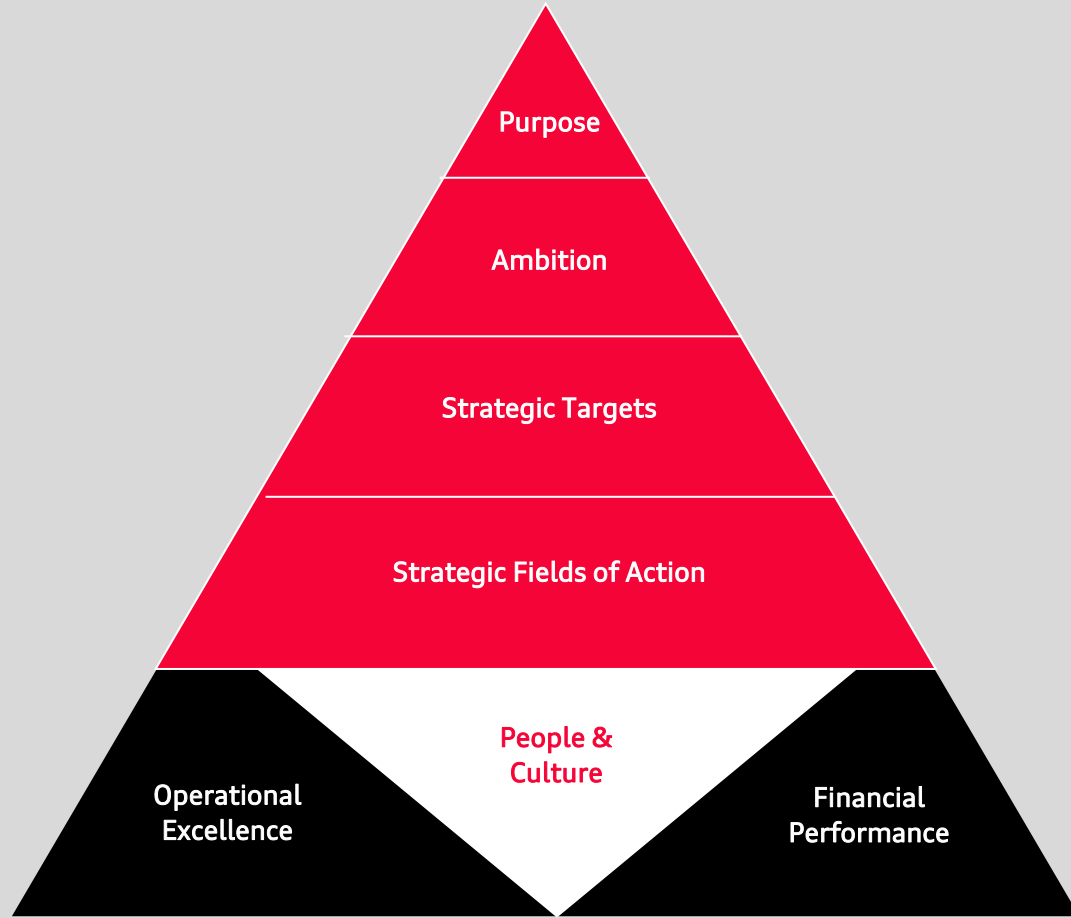 Purpose
Ambition
Strategic Targets
Strategic Fields of Action
People &
Culture
Operational
Excellence
Financial
Performance